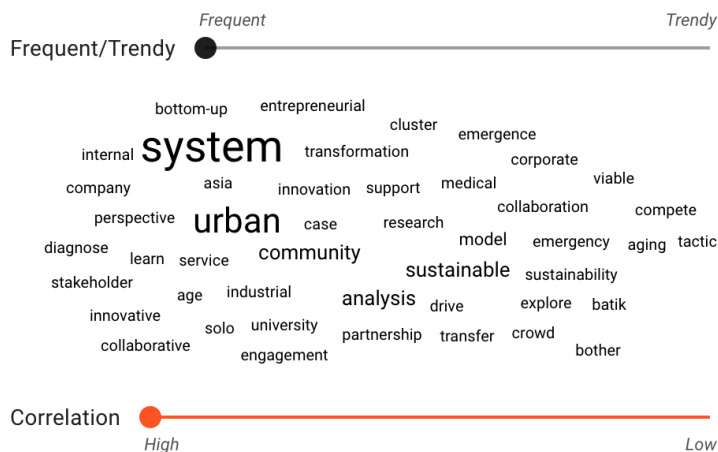 Frequent Trendy
Frequent/Trendy
bottom-up entrepreneurial
cluster
emergence
internal system transformation
corporate
company asia innovation support medical viable
collaboration compete
perspective urban case research
diagnose learn service community model emergency aging tactic
stakeholder sustainable sustainability
age industrial analysis drive explore batik
innovative
solo university partnership transfer crowd
collaborative engagement bother
Correlation
High Low